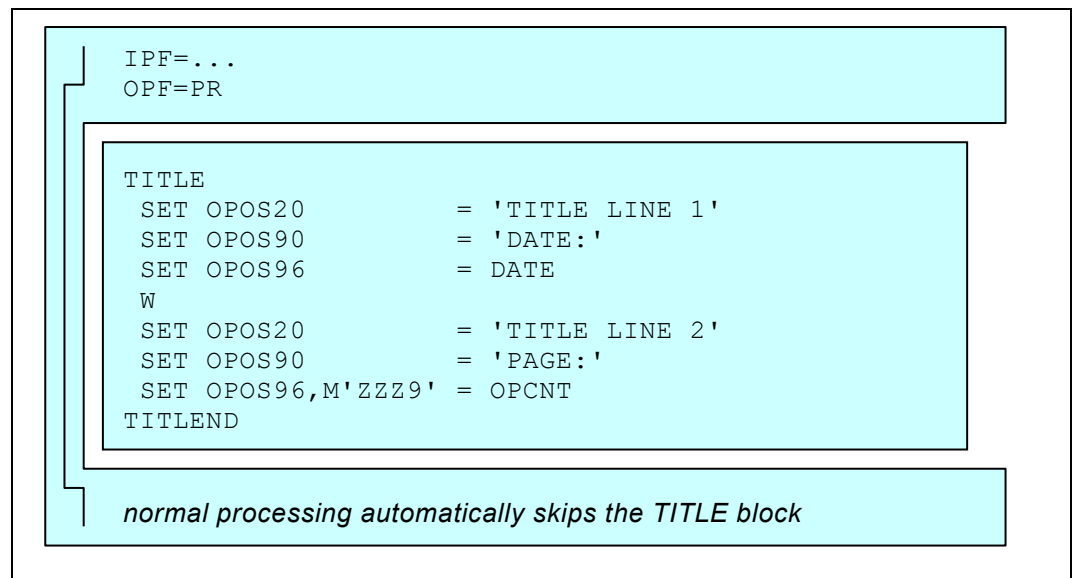 IPF=...
OPF=PR
TITLE
SET OPOS20 = 'TITLE LINE 1'
SET OPOS90 = 'DATE:'
SET OPOS96 = DATE
W
SET OPOS20 = 'TITLE LINE 2'
SET OPOS90 = 'PAGE:'
SET OPOS96,M'ZZZ9' = OPCNT
TITLEND
normal processing automatically skips the TITLE block